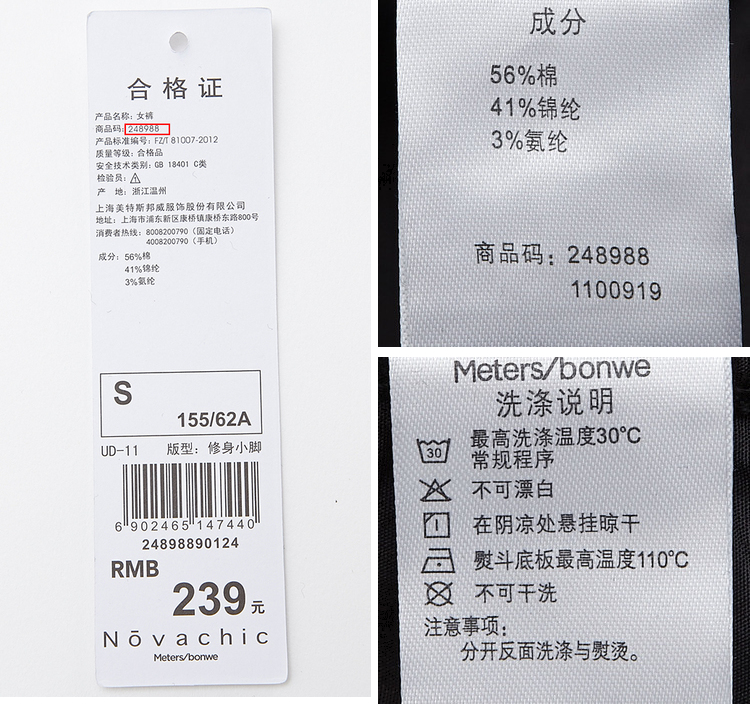 合格证
产品名称: 女裤
商品码: 248988
产品标准编号: FZ/T 81007-2012
质量等级: 合格品
安全技术类别: GB 18401 C类
检验员:
产 地: 浙江温州
上海美特斯邦威服饰股份有限公司
地址: 上海市浦东新区康桥镇康桥东路800号
消费者热线: 8008200790 (固定电话)
4008200790 (手机)
成分: 56%棉
41%锦纶
3%氨纶
S
155/62A
UD-11 版型: 修身小脚
6 902465 147440
24898890124
RMB
239元
Nōvachic
Meters/bonwe
成分
56%棉
41%锦纶
3%氨纶
商品码: 248988
1100919
Meters/bonwe
洗涤说明
30 最高洗涤温度30℃
常规程序
不可漂白
在阴凉处悬挂晾干
熨斗底板最高温度110℃
不可干洗
注意事项:
分开反面洗涤与熨烫。